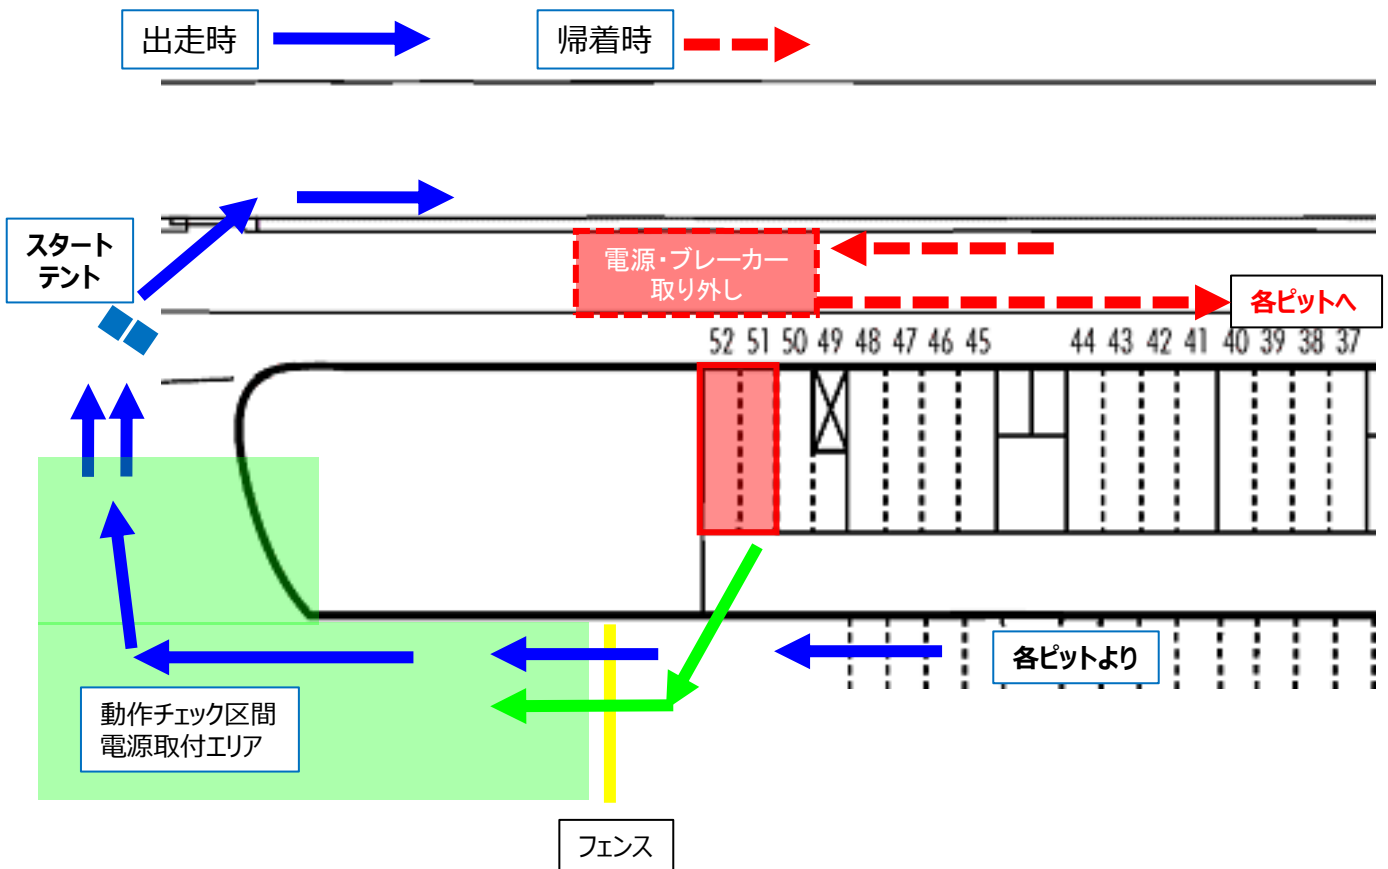 出走時
帰着時
スタート
テント
電源・ブレーカー
取り外し
各ピットへ
52 51 50 49 48 47 46 45 44 43 42 41 40 39 38 37
各ピットより
動作チェック区間
電源取付エリア
フェンス